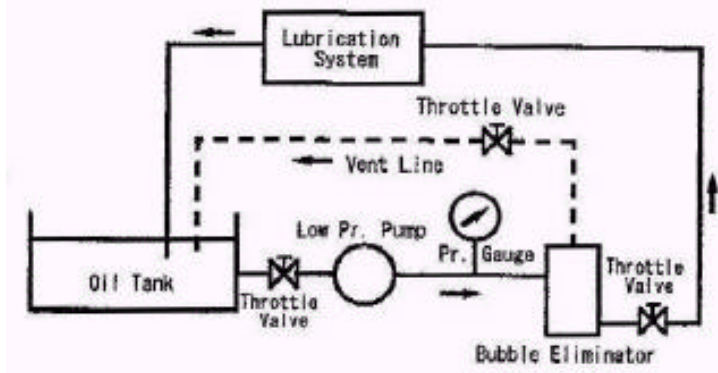 Lubrication
System
Throttle Valve
Vent Line
Low Pr. Pump
Pr. Gauge
Oil Tank
Throttle
Valve
Throttle
Valve
Bubble Eliminator